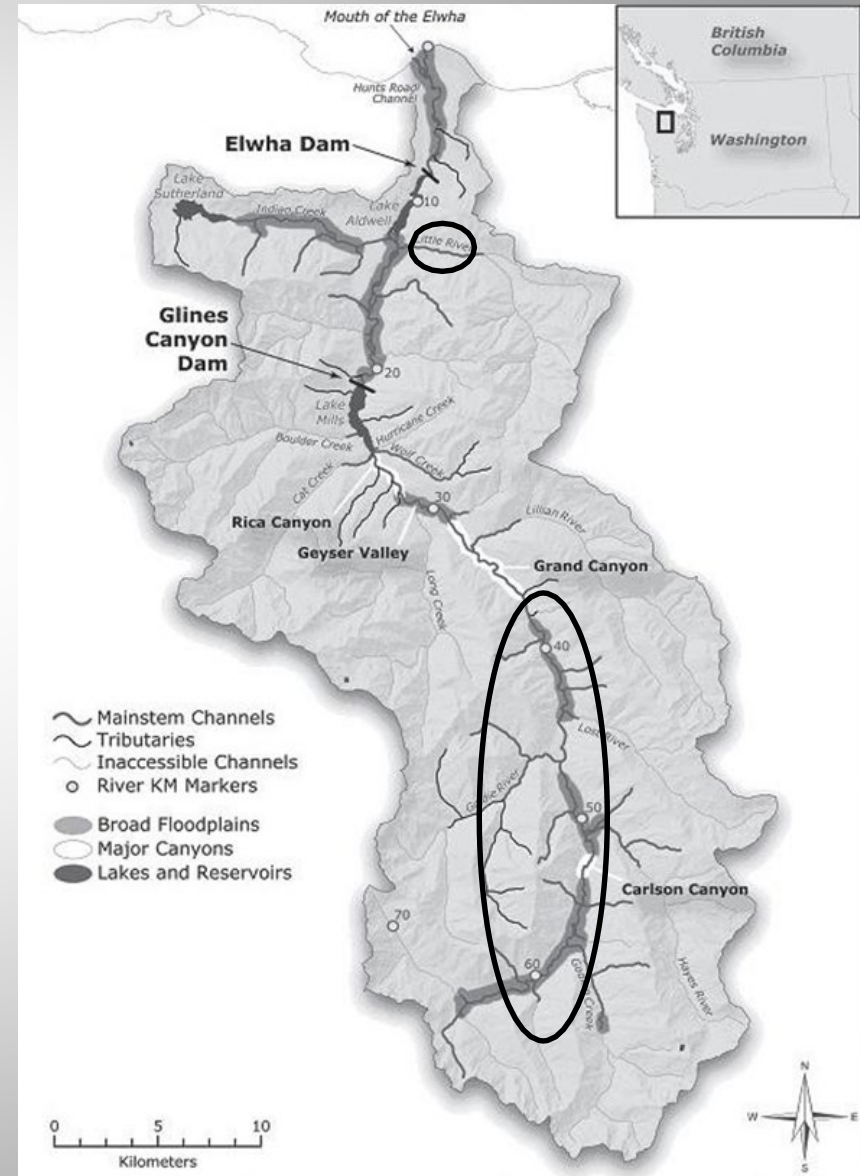 Mouth of the Elwha
British
Columbia
Washington
Hunts Road
Channel
Elwha Dam
Lake
Sutherland
Indian Creek
Lake
Aldwell
10
Little River
Glines
Canyon
Dam
20
Lake
Mills
Hurricane Creek
Boulder Creek
Wolf Creek
Cat Creek
30
Rica Canyon
Lillian River
Geyser Valley
Grand Canyon
Long Creek
40
Lost River
Goldie River
50
Carlson Canyon
70
60
Godkin Creek
Hayes River
Mainstem Channels
Tributaries
Inaccessible Channels
River KM Markers
Broad Floodplains
Major Canyons
Lakes and Reservoirs
0 5 10
Kilometers
N
W E
S